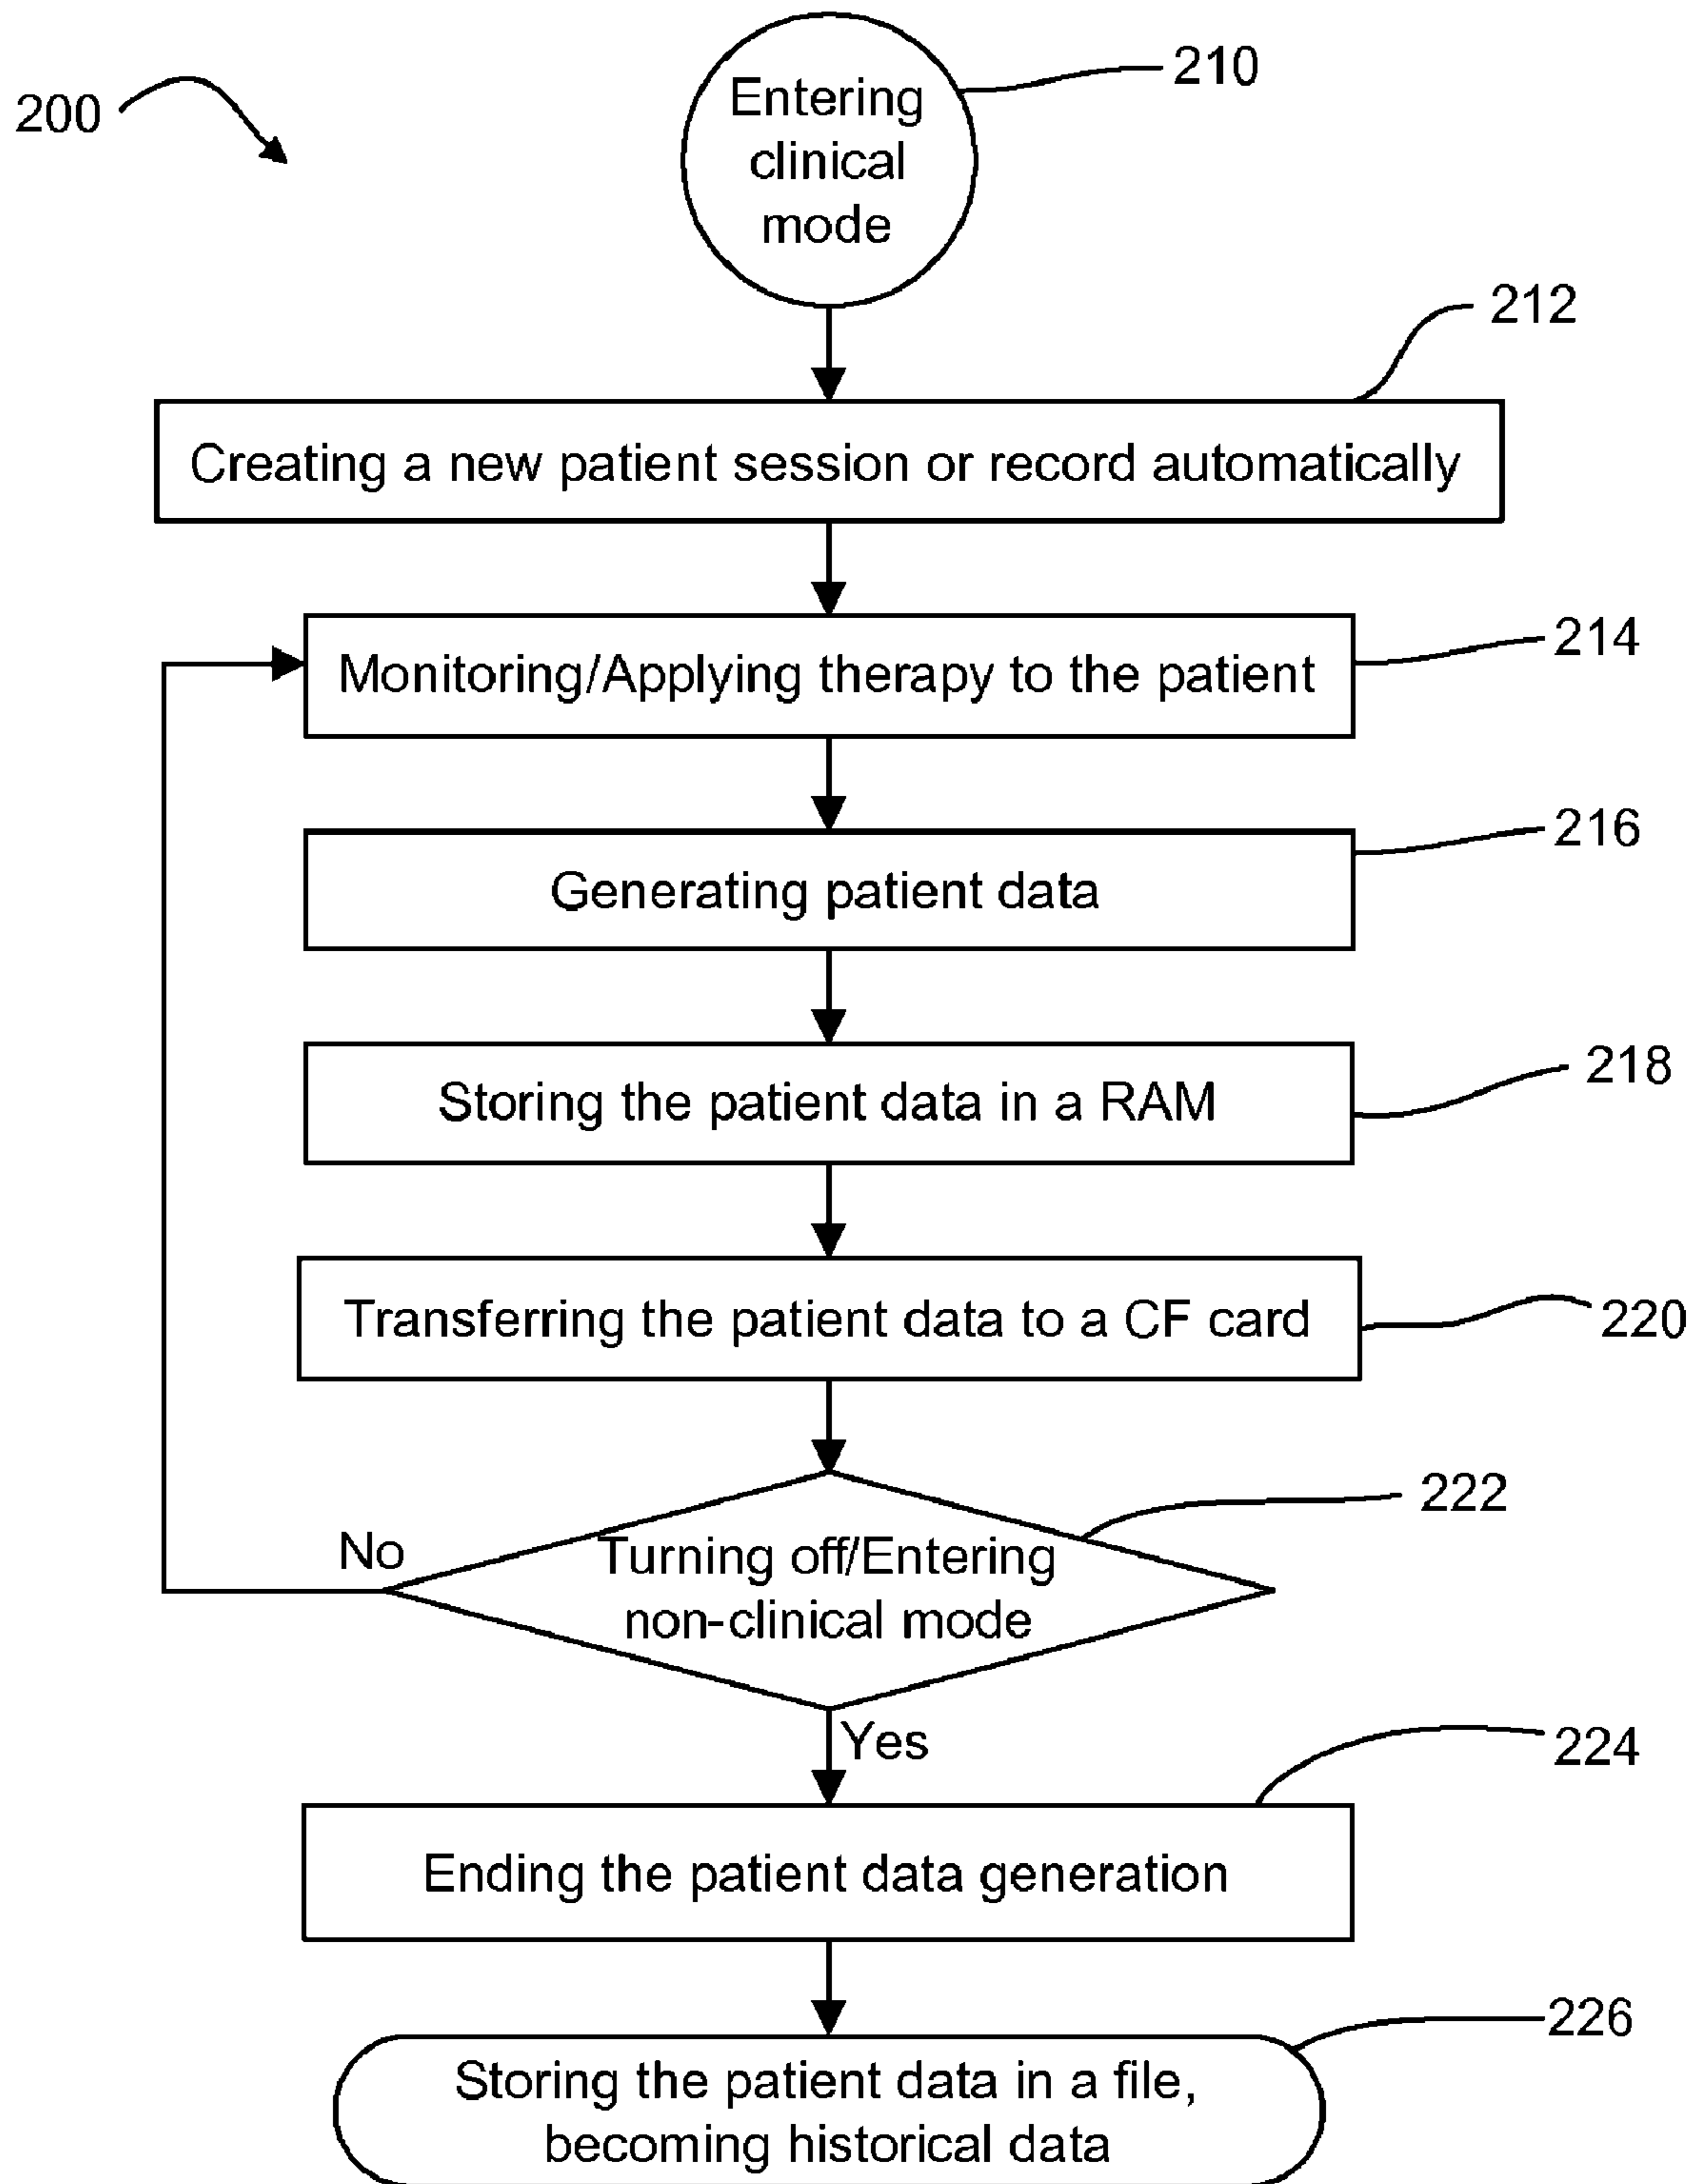 200
210
Entering
clinical
mode
212
Creating a new patient session or record automatically
214
Monitoring/Applying therapy to the patient
216
Generating patient data
218
Storing the patient data in a RAM
220
Transferring the patient data to a CF card
222
No
Turning off/Entering
non-clinical mode
Yes
224
Ending the patient data generation
226
Storing the patient data in a file,
becoming historical data